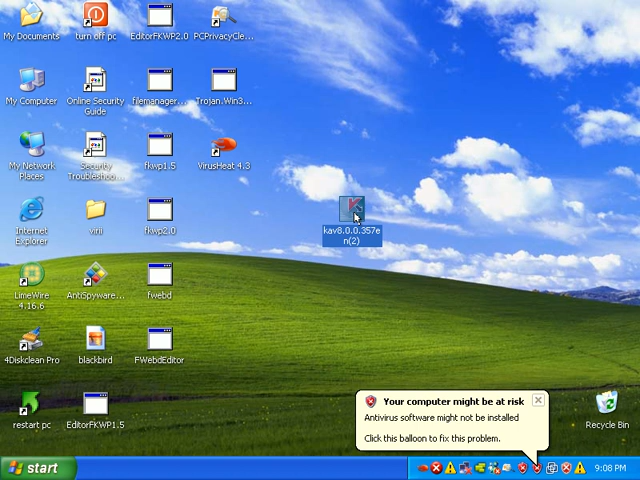 My Documents
turn off pc
EditorFKWP2.0
PCPrivacyCle...
My Computer
Online Security
Guide
filemanager...
Trojan.Win3...
My Network
Places
Security
Troubleshoo...
fkwp1.5
VirusHeat 4.3
Internet
Explorer
virii
fkwp2.0
kav8.0.0.357e
n(2)
LimeWire
4.16.6
AntiSpyware...
fwebd
4Diskclean Pro
blackbird
FWebdEditor
restart pc
EditorFKWP1.5
Recycle Bin
Your computer might be at risk
Antivirus software might not be installed
Click this balloon to fix this problem.
start
9:08 PM